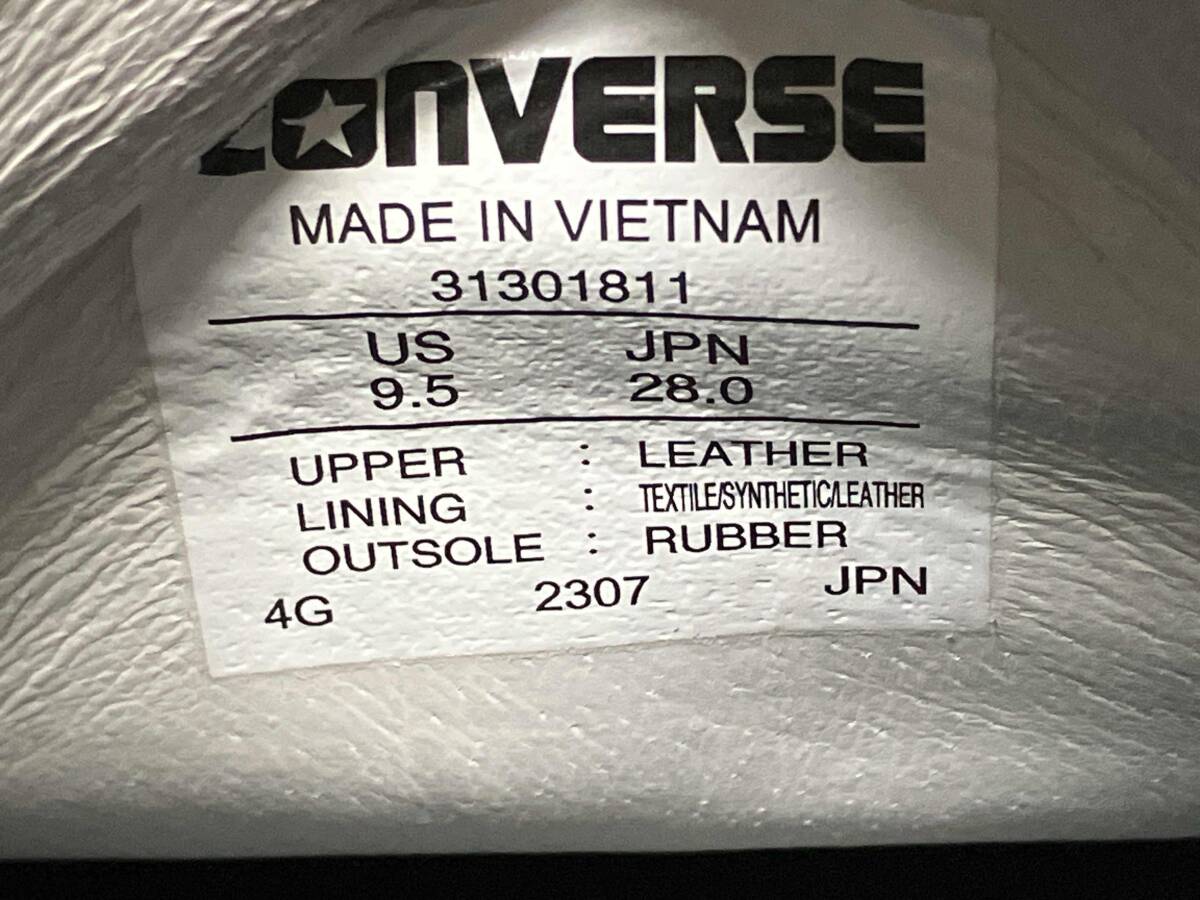 CONVERSE
MADE IN VIETNAM
31301811
US JPN
9.5 28.0
UPPER : LEATHER
LINING : TEXTILE/SYNTHETIC/LEATHER
OUTSOLE : RUBBER
4G 2307 JPN